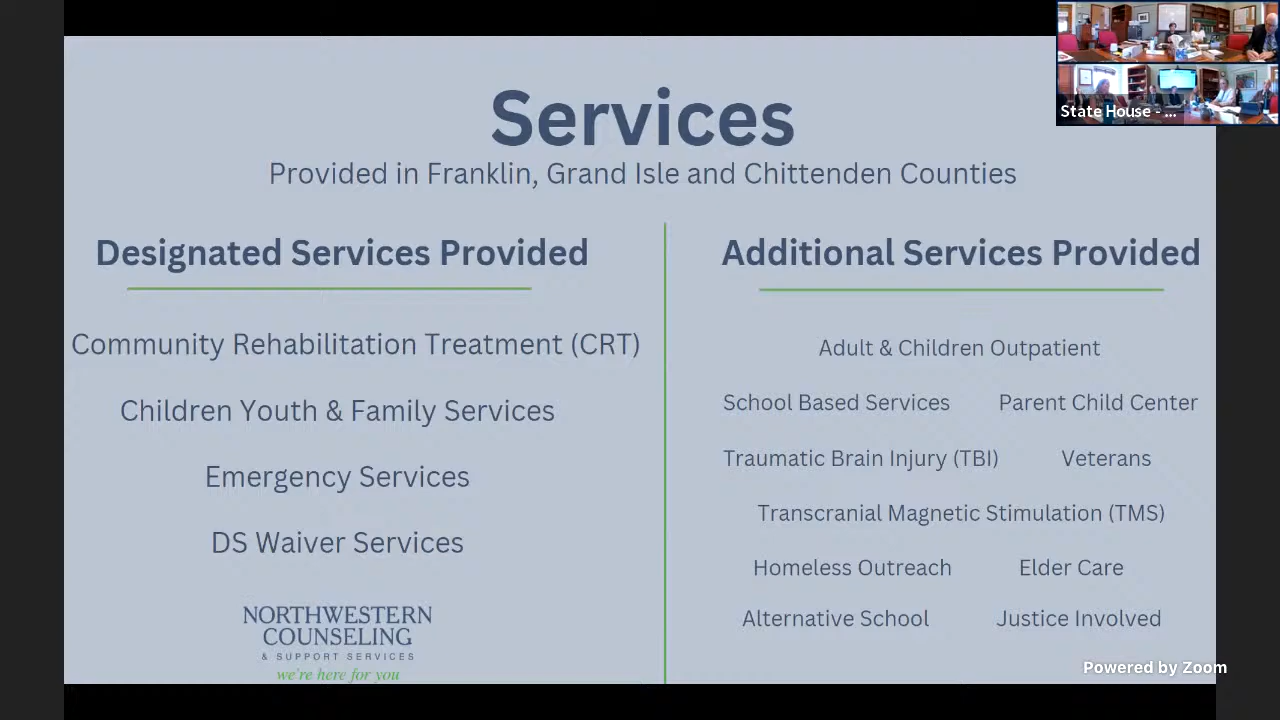 Services
Provided in Franklin, Grand Isle and Chittenden Counties
Designated Services Provided
Community Rehabilitation Treatment (CRT)
Children Youth & Family Services
Emergency Services
DS Waiver Services
NORTHWESTERN
COUNSELING
& SUPPORT SERVICES
we're here for you
Additional Services Provided
Adult & Children Outpatient
School Based Services Parent Child Center
Traumatic Brain Injury (TBI) Veterans
Transcranial Magnetic Stimulation (TMS)
Homeless Outreach Elder Care
Alternative School Justice Involved
State House - ...
Powered by Zoom